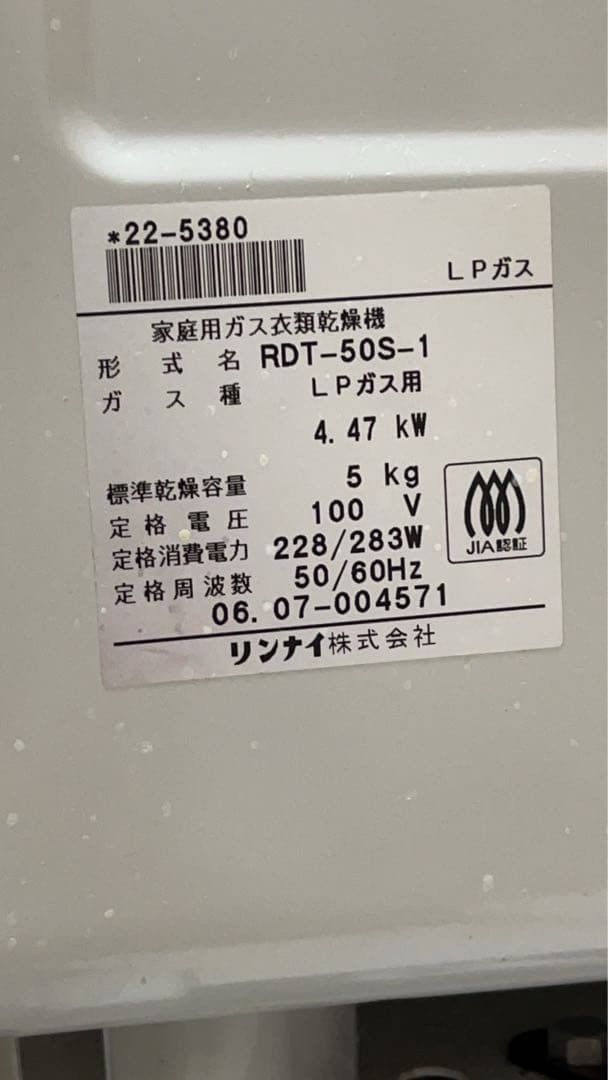 *22-5380
LPガス
家庭用ガス衣類乾燥機
形式名 RDT-50S-1
ガス種 LPガス用
4.47 kW
標準乾燥容量 5 kg
定格電圧 100 V
定格消費電力 228/283W
定格周波数 50/60Hz
JIA認証
06.07-004571
リンナイ株式会社